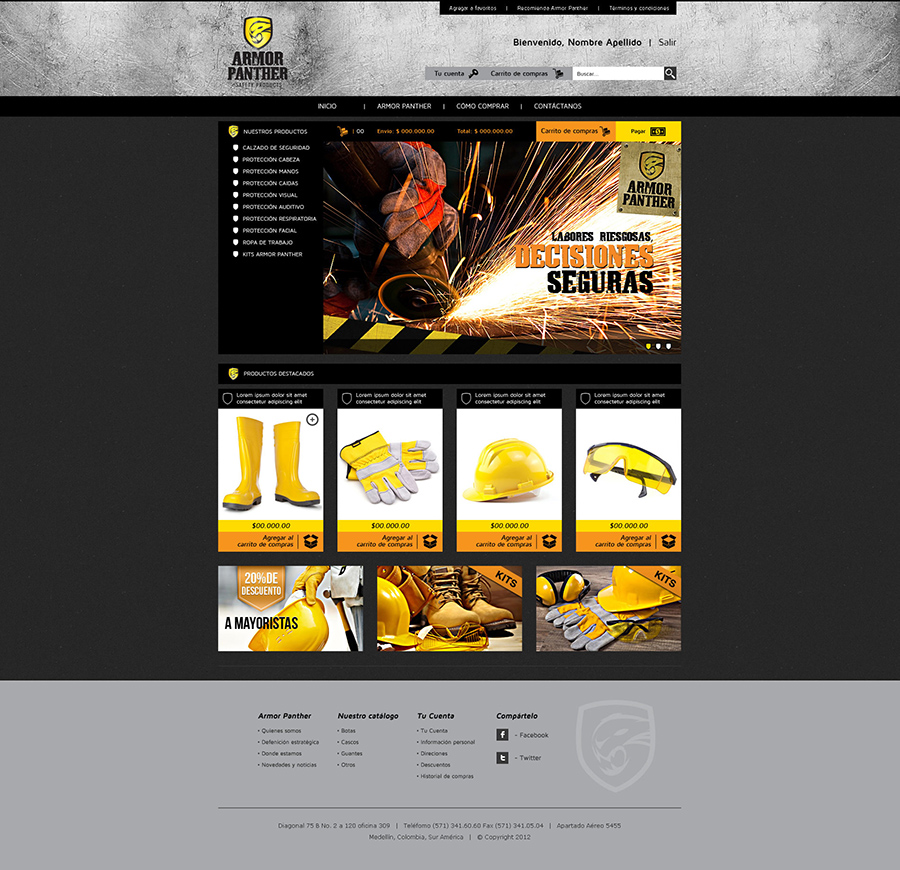 Agregar a favoritos | Recomienda Armor Panther | Términos y condiciones
ARMOR
PANTHER
SAFETY PRODUCTS
Bienvenido, Nombre Apellido | Salir
Tu cuenta Carrito de compras Buscar...
INICIO | ARMOR PANTHER | CÓMO COMPRAR | CONTÁCTANOS
NUESTROS PRODUCTOS
| 00 Envío: $ 000.000.00 Total: $ 000.000.00 Carrito de compras Pagar
CALZADO DE SEGURIDAD
PROTECCIÓN CABEZA
PROTECCIÓN MANOS
PROTECCIÓN CAIDAS
PROTECCIÓN VISUAL
PROTECCIÓN AUDITIVO
PROTECCIÓN RESPIRATORIA
PROTECCIÓN FACIAL
ROPA DE TRABAJO
KITS ARMOR PANTHER
ARMOR
PANTHER
LABORES RIESGOSAS,
DECISIONES
SEGURAS
PRODUCTOS DESTACADOS
Lorem ipsum dolor sit amet
consectetur adipiscing elit
Lorem ipsum dolor sit amet
consectetur adipiscing elit
Lorem ipsum dolor sit amet
consectetur adipiscing elit
Lorem ipsum dolor sit amet
consectetur adipiscing elit
$00.000.00
Agregar al
carrito de compras
$00.000.00
Agregar al
carrito de compras
$00.000.00
Agregar al
carrito de compras
$00.000.00
Agregar al
carrito de compras
20% DE
DESCUENTO
A MAYORISTAS
KITS
KITS
Armor Panther
• Quienes somos
• Defenición estratégica
• Donde estamos
• Novedades y noticias
Nuestro catálogo
• Botas
• Cascos
• Guantes
• Otros
Tu Cuenta
• Tu Cuenta
• Información personal
• Direciones
• Descuentos
• Historial de compras
Compártelo
- Facebook
- Twitter
Diagonal 75 B No. 2 a 120 oficina 309 | Teléfomo (571) 341.60.60 Fax (571) 341.05.04 | Apartado Aéreo 5455
Medellín, Colombia, Sur América | © Copyright 2012